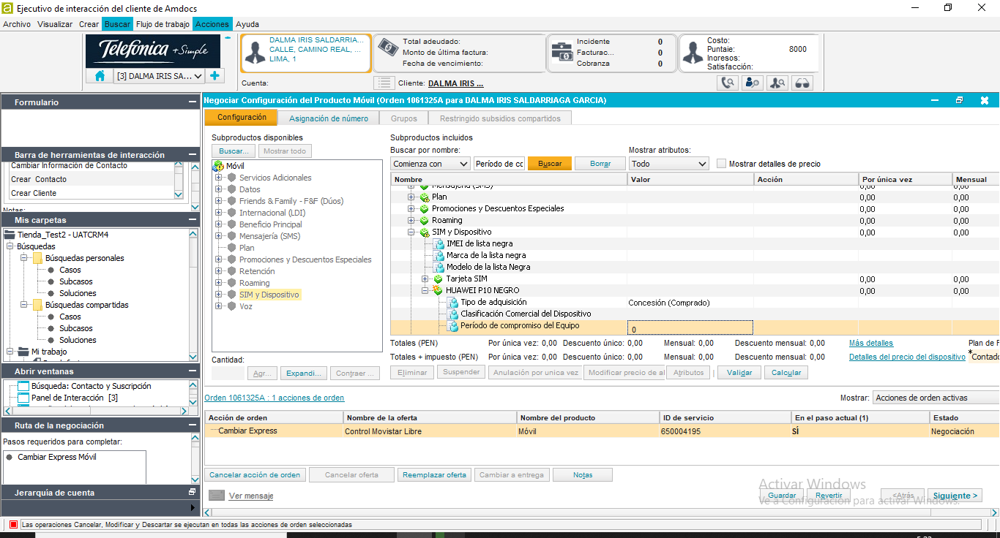 Ejecutivo de interacción del cliente de Amdocs
Archivo Visualizar Crear Buscar Flujo de trabajo Acciones Ayuda
Telefónica +Simple
[3] DALMA IRIS SA...
DALMA IRIS SALDARRIA...
CALLE, CAMINO REAL, ...
LIMA, 1
Total adeudado:
Monto de última factura:
Fecha de vencimiento:
Incidente 0
Facturac... 0
Cobranza 0
Costo:
Puntaie: 8000
Ingresos:
Satisfacción:
Cuenta:
Cliente: DALMA IRIS ...
Formulario
Barra de herramientas de interacción
Cambiar Información de Contacto
Crear Contacto
Crear Cliente
Notas:
Mis carpetas
Tienda_Test2 - UATCRM4
Búsquedas
Búsquedas personales
Casos
Subcasos
Soluciones
Búsquedas compartidas
Casos
Subcasos
Soluciones
Mi trabajo
Abrir ventanas
Búsqueda: Contacto y Suscripción
Panel de Interacción [3]
Ruta de la negociación
Pasos requeridos para completar:
Cambiar Express Móvil
Jerarquía de cuenta
Negociar Configuración del Producto Móvil (Orden 1061325A para DALMA IRIS SALDARRIAGA GARCIA)
Configuración Asignación de número Grupos Restringido subsidios compartidos
Subproductos disponibles
Buscar... Mostrar todo
Móvil
Servicios Adicionales
Datos
Friends & Family - F&F (Dúos)
Internacional (LDI)
Beneficio Principal
Mensajería (SMS)
Plan
Promociones y Descuentos Especiales
Retención
Roaming
SIM y Dispositivo
Voz
Cantidad:
Agr... Expandi... Contraer ...
Subproductos incluidos
Buscar por nombre: Mostrar atributos:
Comienza con Período de cc Buscar Borrar Todo Mostrar detalles de precio
Nombre Valor Acción Por única vez Mensual
Mensajería (SMS) 0,00 0,00
Plan 0,00 0,00
Promociones y Descuentos Especiales 0,00 0,00
Roaming 0,00 0,00
SIM y Dispositivo 0,00 0,00
IMEI de lista negra
Marca de la lista negra
Modelo de la lista Negra
Tarjeta SIM 0,00 0,00
HUAWEI P10 NEGRO 0,00 0,00
Tipo de adquisición Concesión (Comprado)
Clasificación Comercial del Dispositivo
Período de compromiso del Equipo 0
Totales (PEN) Por única vez: 0,00 Descuento único: 0,00 Mensual: 0,00 Descuento mensual: 0,00 Más detalles Plan de F
Totales + impuesto (PEN) Por única vez: 0,00 Descuento único: 0,00 Mensual: 0,00 Descuento mensual: 0,00 Detalles del precio del dispositivo *Contado
Eliminar Suspender Anulación por unica vez Modificar precio de al Atributos | Validar Calcular
Orden 1061325A : 1 acciones de orden
Mostrar: Acciones de orden activas
Acción de orden Nombre de la oferta Nombre del producto ID de servicio En el paso actual (1) Estado
Cambiar Express Control Movistar Libre Móvil 650004195 SÍ Negociación
Cancelar acción de orden Cancelar oferta Reemplazar oferta Cambiar a entrega Notas
Ver mensaje
Activar Windows
Ve a Configuración para activar Windows.
Guardar Revertir <Atrás Siguiente >
Las operaciones Cancelar, Modificar y Descartar se ejecutan en todas las acciones de orden seleccionadas